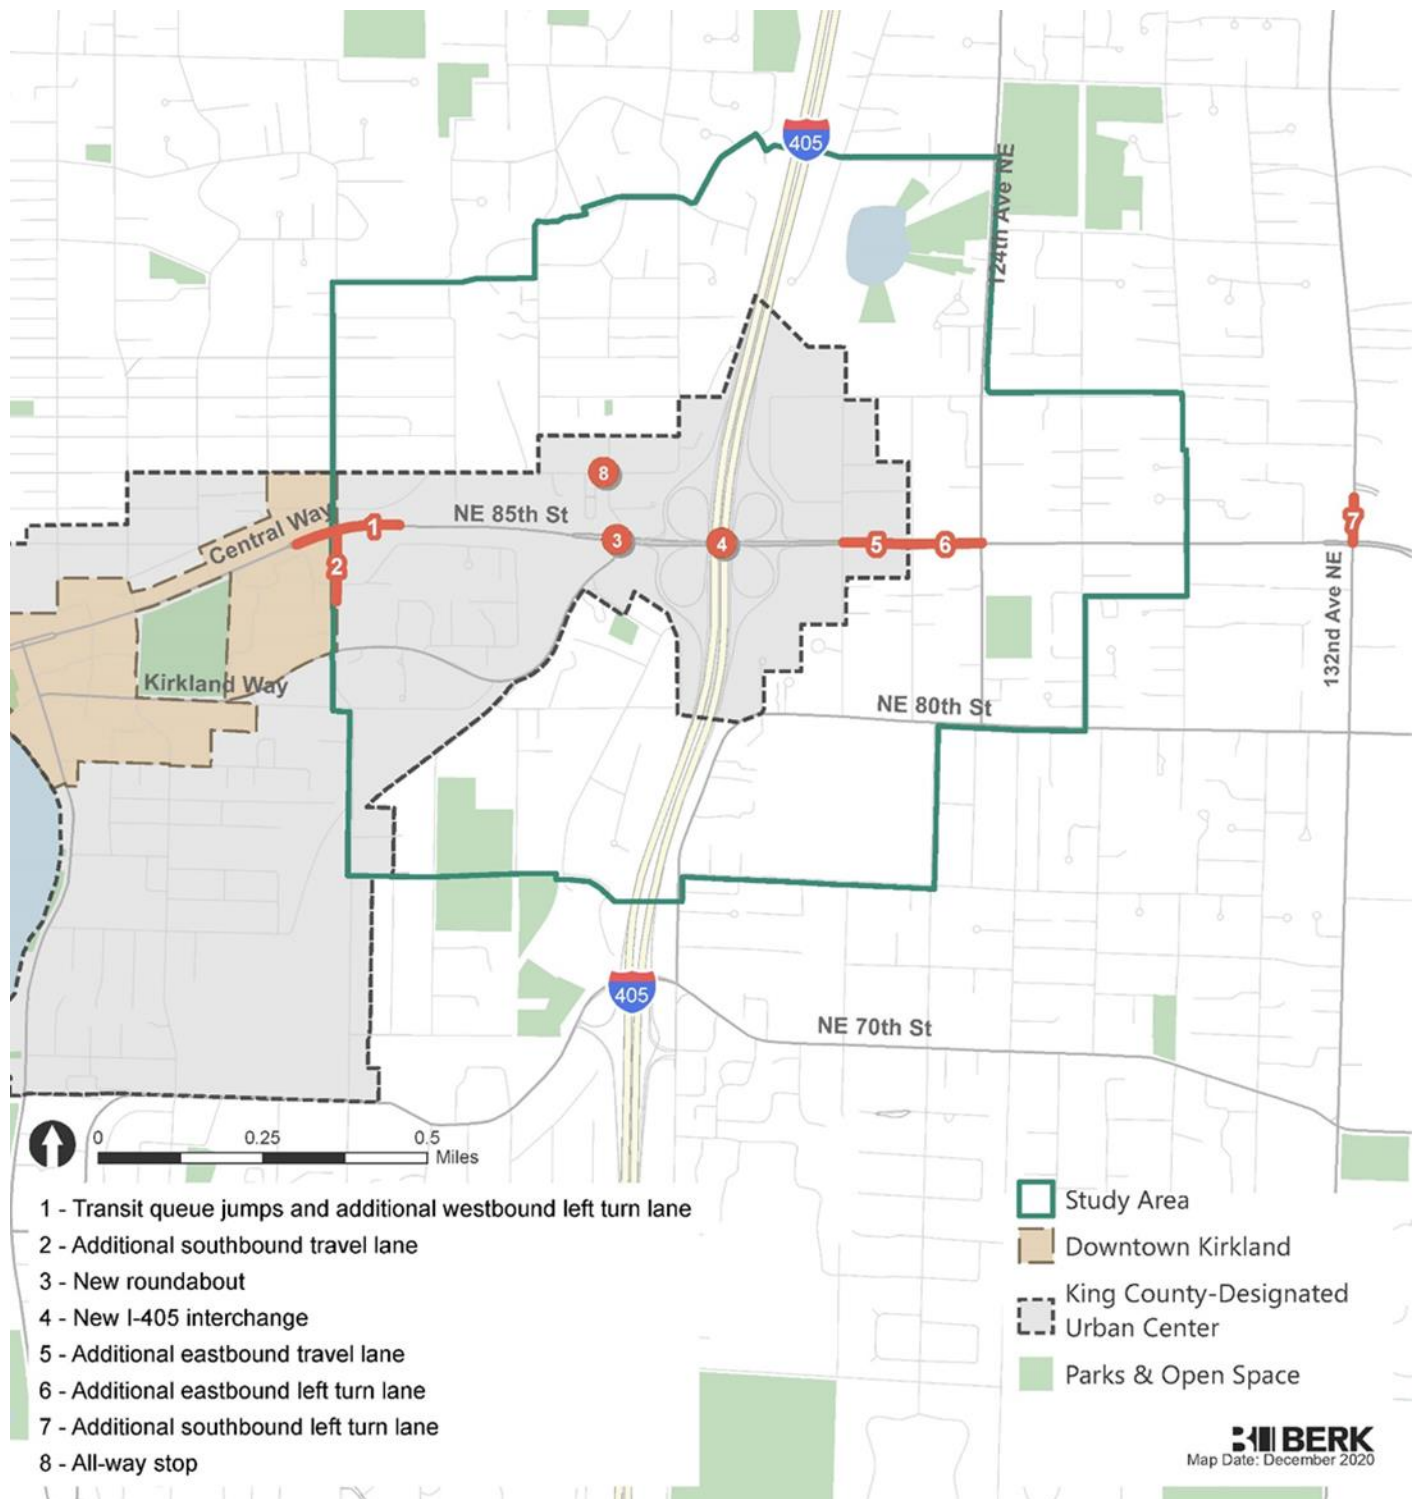 405
124th Ave NE
8
NE 85th St
Central Way
1
2
3
4
5
6
7
132nd Ave NE
Kirkland Way
NE 80th St
405
NE 70th St
0 0.25 0.5
Miles
1 - Transit queue jumps and additional westbound left turn lane
2 - Additional southbound travel lane
3 - New roundabout
4 - New I-405 interchange
5 - Additional eastbound travel lane
6 - Additional eastbound left turn lane
7 - Additional southbound left turn lane
8 - All-way stop
Study Area
Downtown Kirkland
King County-Designated
Urban Center
Parks & Open Space
BERK
Map Date: December 2020